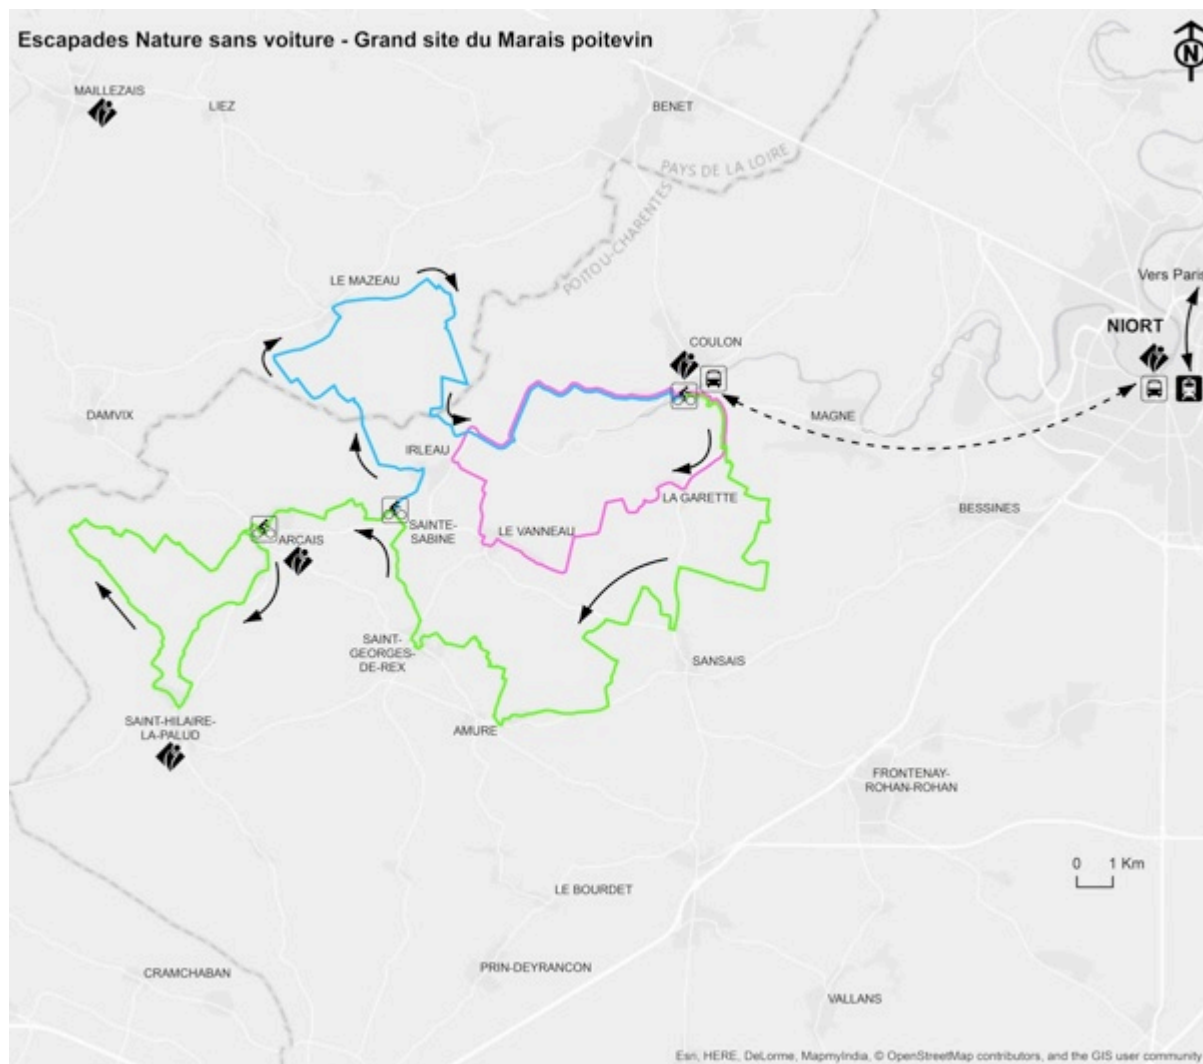 Escapades Nature sans voiture - Grand site du Marais poitevin
N
MAILLEZAIS
LIEZ
BENET
PAYS DE LA LOIRE
POITOU-CHARENTES
LE MAZEAU
Vers Paris
NIORT
COULON
DAMVIX
MAGNE
IRLEAU
LA GARETTE
BESSINES
LE VANNEAU
SAINTE-
SABINE
ARCAIS
SAINT-
GEORGES-
DE-REX
SANSAIS
SAINT-HILAIRE-
LA-PALUD
AMURE
FRONTENAY-
ROHAN-ROHAN
0 1 Km
LE BOURDET
CRAMCHABAN
PRIN-DEYRANCON
VALLANS
Esri, HERE, DeLorme, MapmyIndia, © OpenStreetMap contributors, and the GIS user community